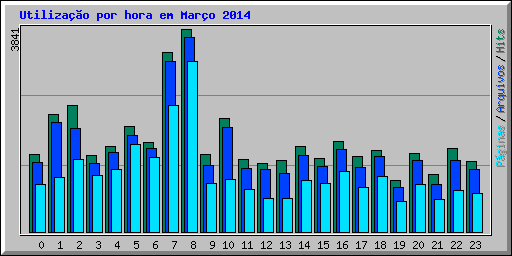 Utilização por hora em Março 2014
3841
Páginas / Arquivos / Hits
0 1 2 3 4 5 6 7 8 9 10 11 12 13 14 15 16 17 18 19 20 21 22 23